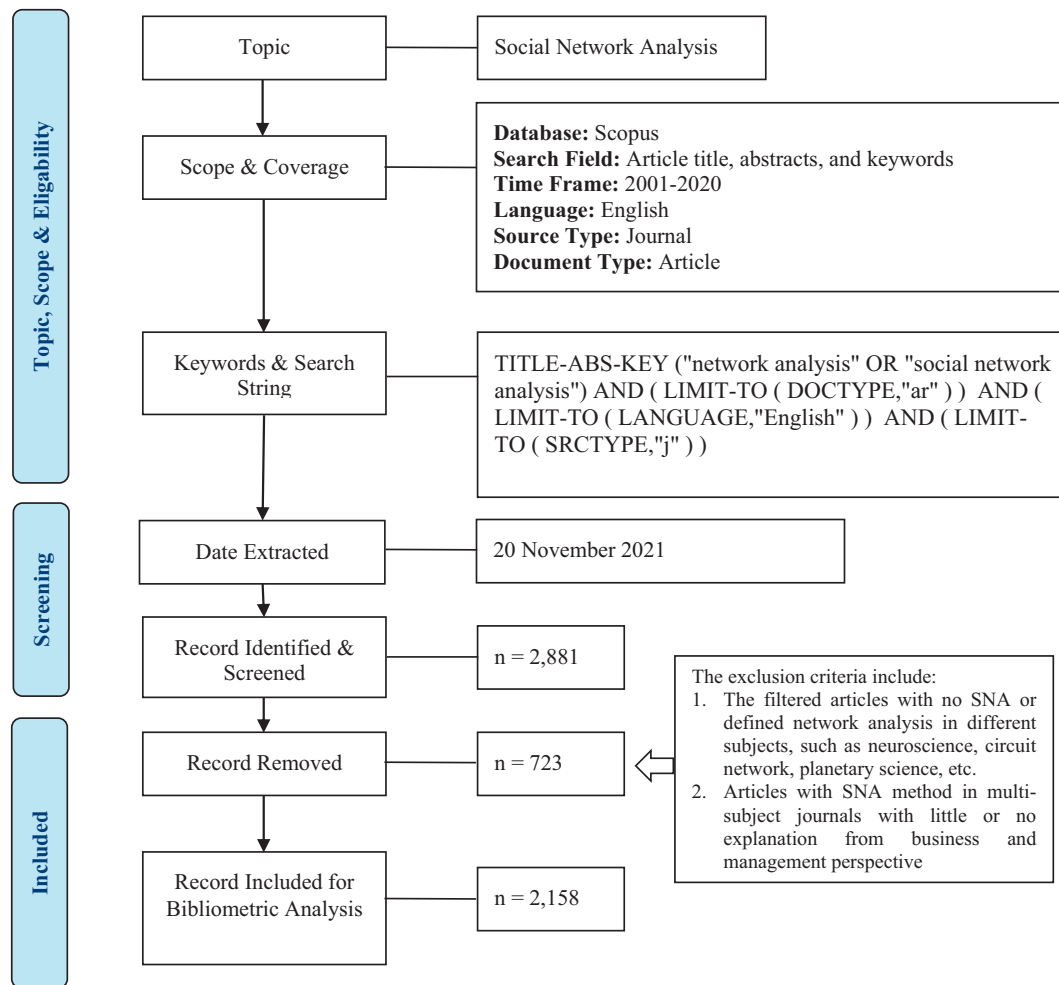 Topic, Scope & Eligability
Topic
Social Network Analysis
Scope & Coverage
Database: Scopus
Search Field: Article title, abstracts, and keywords
Time Frame: 2001-2020
Language: English
Source Type: Journal
Document Type: Article
Keywords & Search
String
TITLE-ABS-KEY ("network analysis" OR "social network
analysis") AND ( LIMIT-TO ( DOCTYPE,"ar" ) ) AND (
LIMIT-TO ( LANGUAGE,"English" ) ) AND ( LIMIT-
TO ( SRCTYPE,"j" ) )
Screening
Date Extracted
20 November 2021
Record Identified &
Screened
n = 2,881
Included
Record Removed
n = 723
The exclusion criteria include:
1. The filtered articles with no SNA or
defined network analysis in different
subjects, such as neuroscience, circuit
network, planetary science, etc.
2. Articles with SNA method in multi-
subject journals with little or no
explanation from business and
management perspective
Record Included for
Bibliometric Analysis
n = 2,158